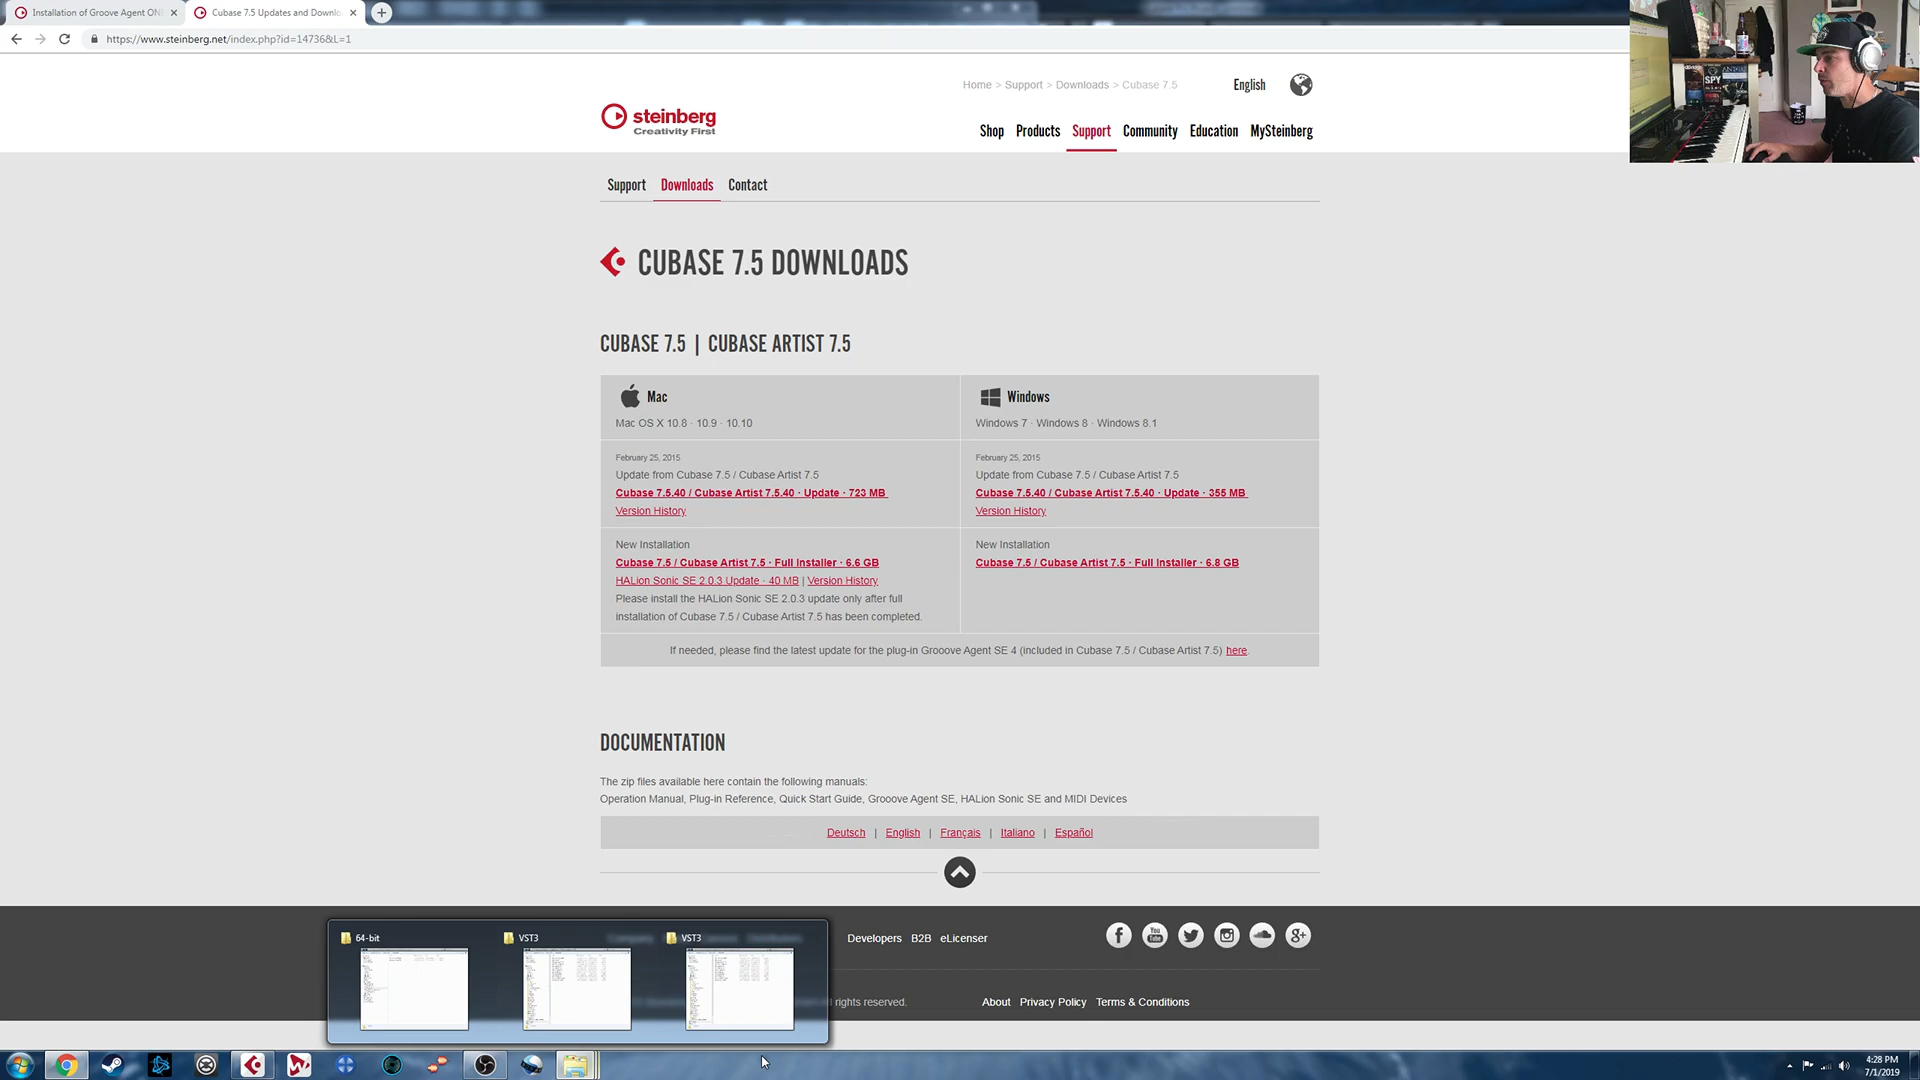 Installation of Groove Agent ON
Cubase 7.5 Updates and Downlo
https://www.steinberg.net/index.php?id=14736&L=1
Home > Support > Downloads > Cubase 7.5
English
steinberg
Creativity First
Shop Products Support Community Education MySteinberg
Support Downloads Contact
CUBASE 7.5 DOWNLOADS
CUBASE 7.5 | CUBASE ARTIST 7.5
Mac
Mac OS X 10.8 · 10.9 · 10.10
February 25, 2015
Update from Cubase 7.5 / Cubase Artist 7.5
Cubase 7.5.40 / Cubase Artist 7.5.40 · Update · 723 MB
Version History
New Installation
Cubase 7.5 / Cubase Artist 7.5 · Full Installer · 6.6 GB
HALion Sonic SE 2.0.3 Update · 40 MB | Version History
Please install the HALion Sonic SE 2.0.3 update only after full
installation of Cubase 7.5 / Cubase Artist 7.5 has been completed.
Windows
Windows 7 · Windows 8 · Windows 8.1
February 25, 2015
Update from Cubase 7.5 / Cubase Artist 7.5
Cubase 7.5.40 / Cubase Artist 7.5.40 · Update · 355 MB
Version History
New Installation
Cubase 7.5 / Cubase Artist 7.5 · Full Installer · 6.8 GB
If needed, please find the latest update for the plug-in Grooove Agent SE 4 (included in Cubase 7.5 / Cubase Artist 7.5) here.
DOCUMENTATION
The zip files available here contain the following manuals:
Operation Manual, Plug-in Reference, Quick Start Guide, Grooove Agent SE, HALion Sonic SE and MIDI Devices
Deutsch | English | Français | Italiano | Español
Developers B2B eLicenser
64-bit
VST3
VST3
rights reserved.
About Privacy Policy Terms & Conditions
4:28 PM
7/1/2019
SPY